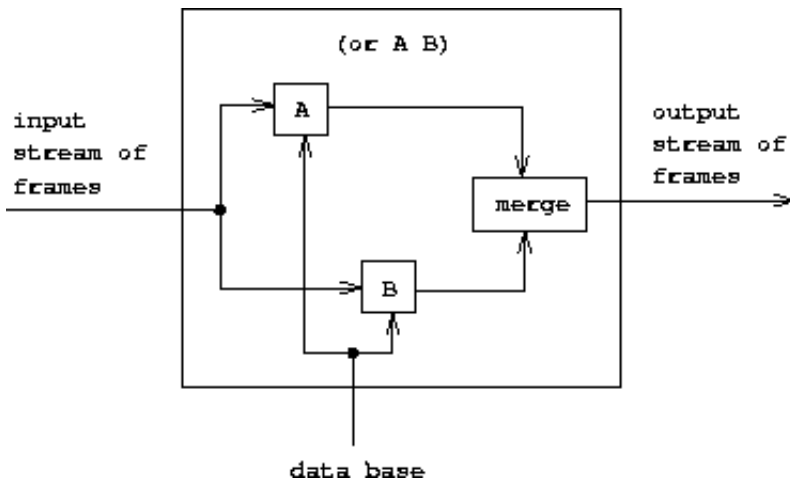 (or A B)
input
stream of
frames
A
output
stream of
frames
merge
B
data base